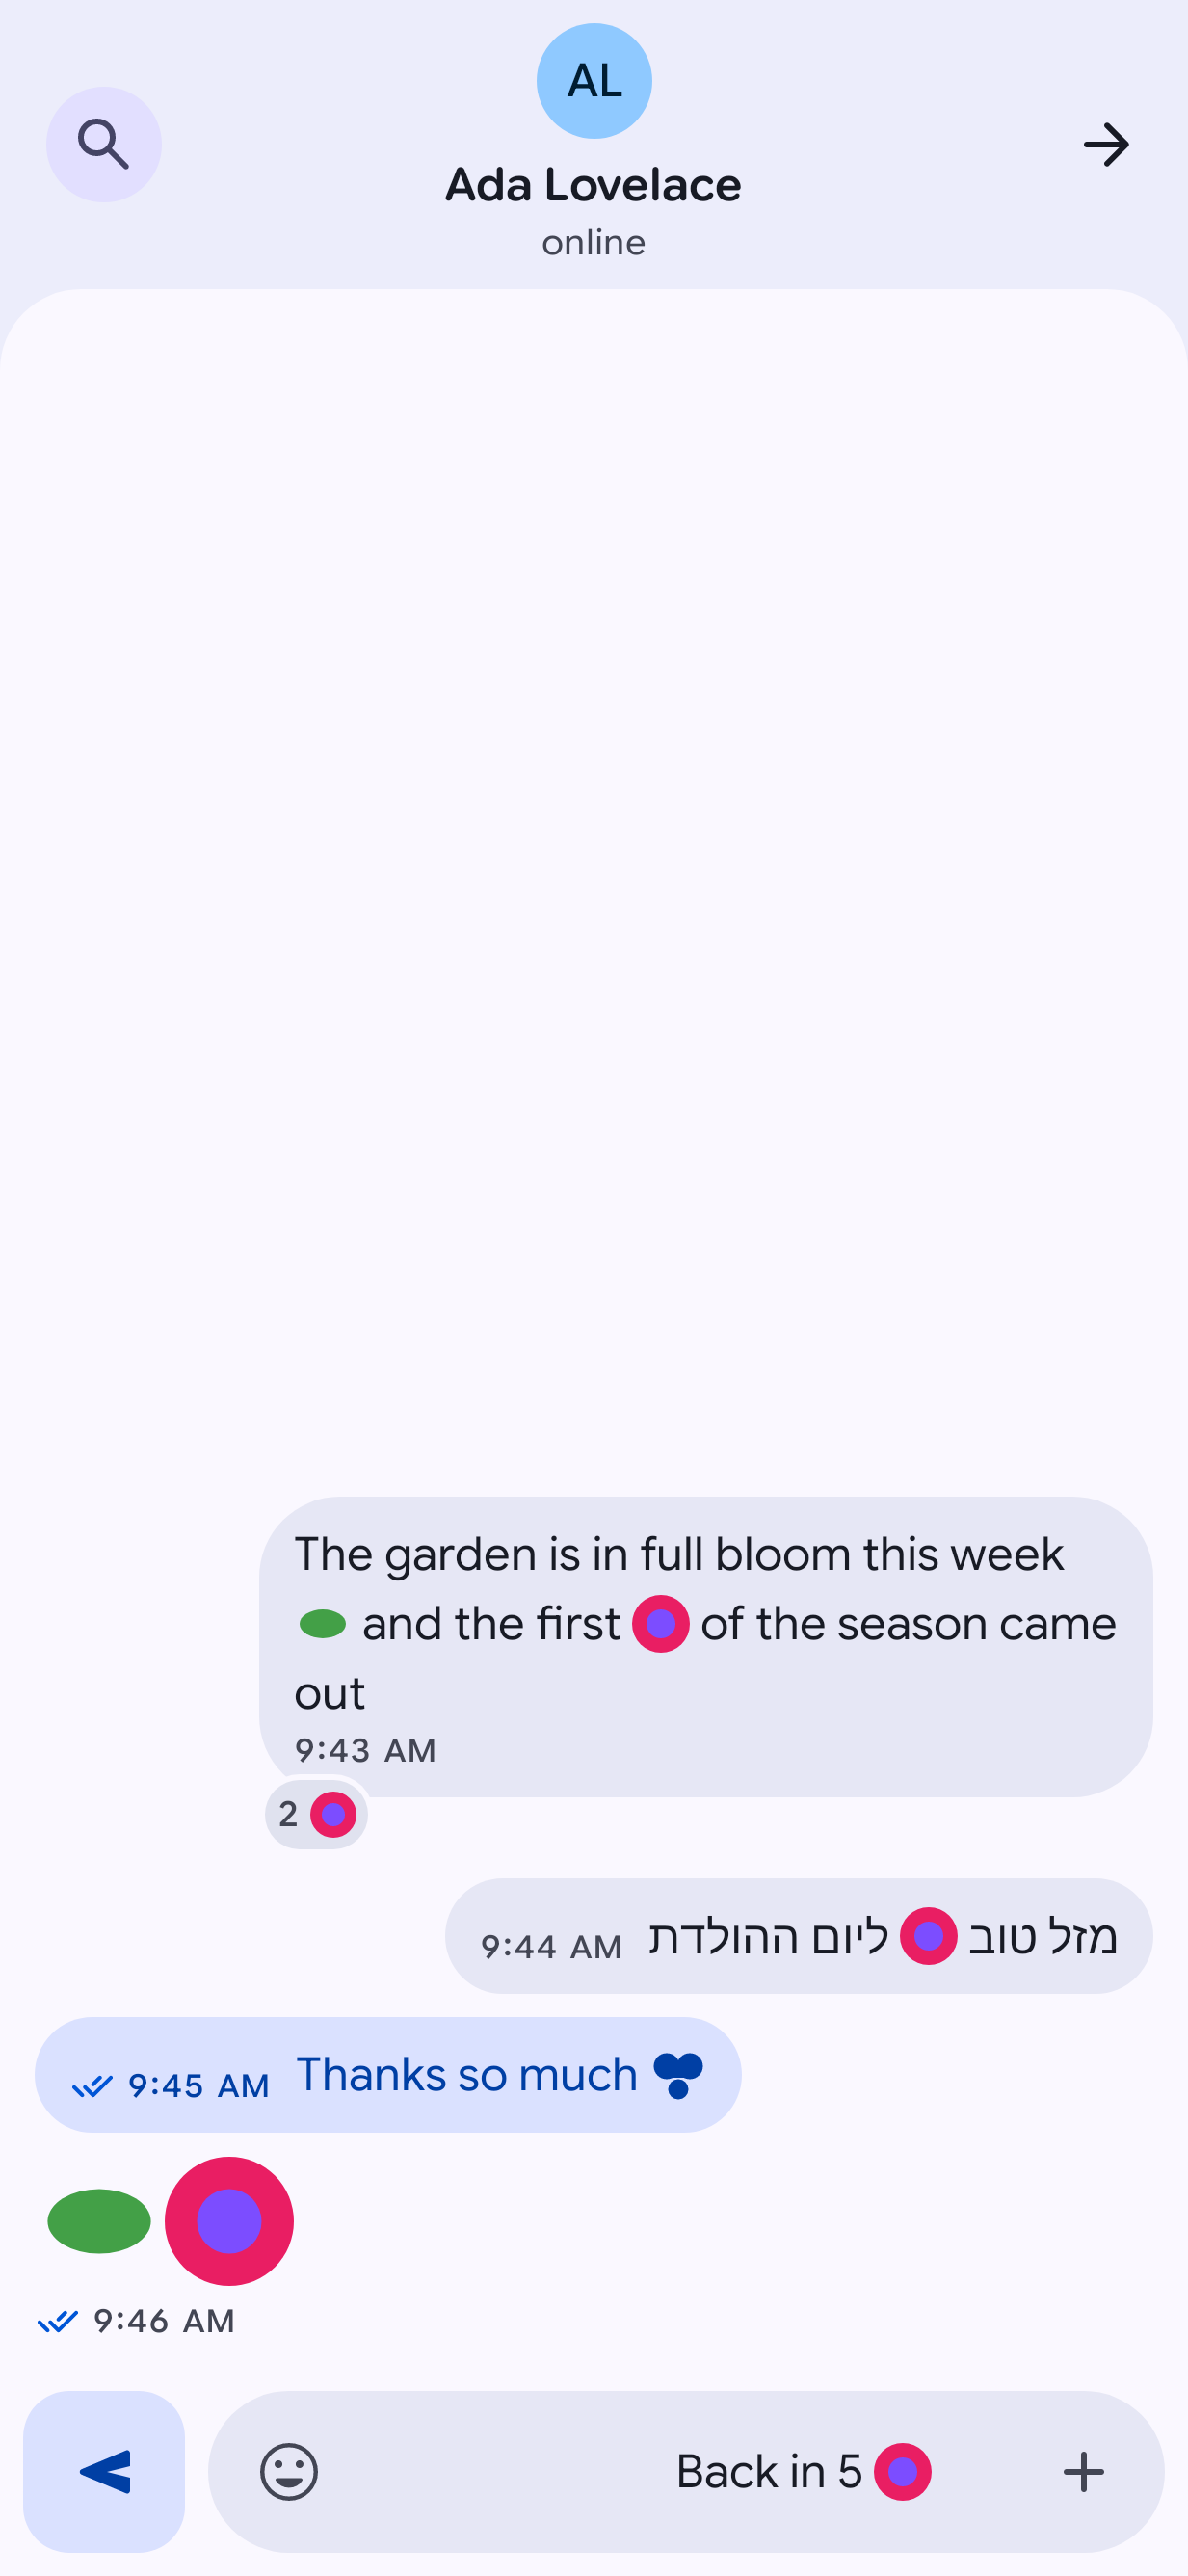 AL
Ada Lovelace
online
The garden is in full bloom this week
and the first of the season came
out
9:43 AM
2
מזל טוב ליום ההולדת
9:44 AM
Thanks so much
9:45 AM
9:46 AM
Back in 5